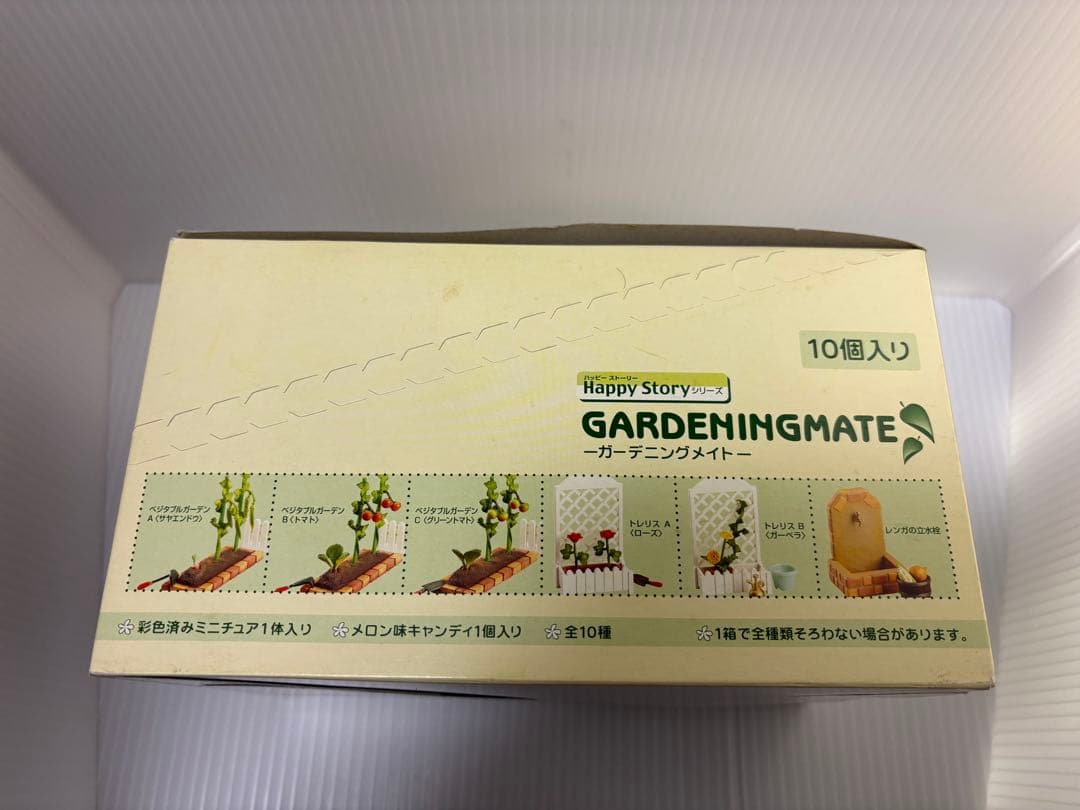 10個入り
ハッピー ストーリー
Happy Storyシリーズ
GARDENINGMATE
ーガーデニングメイトー
ベジタブルガーデン
A〈サヤエンドウ〉
ベジタブルガーデン
B〈トマト〉
ベジタブルガーデン
C〈グリーントマト〉
トレリス A
〈ローズ〉
トレリス B
〈ガーベラ〉
レンガの立水栓
彩色済みミニチュア1体入り メロン味キャンディ1個入り 全10種 1箱で全種類そろわない場合があります。